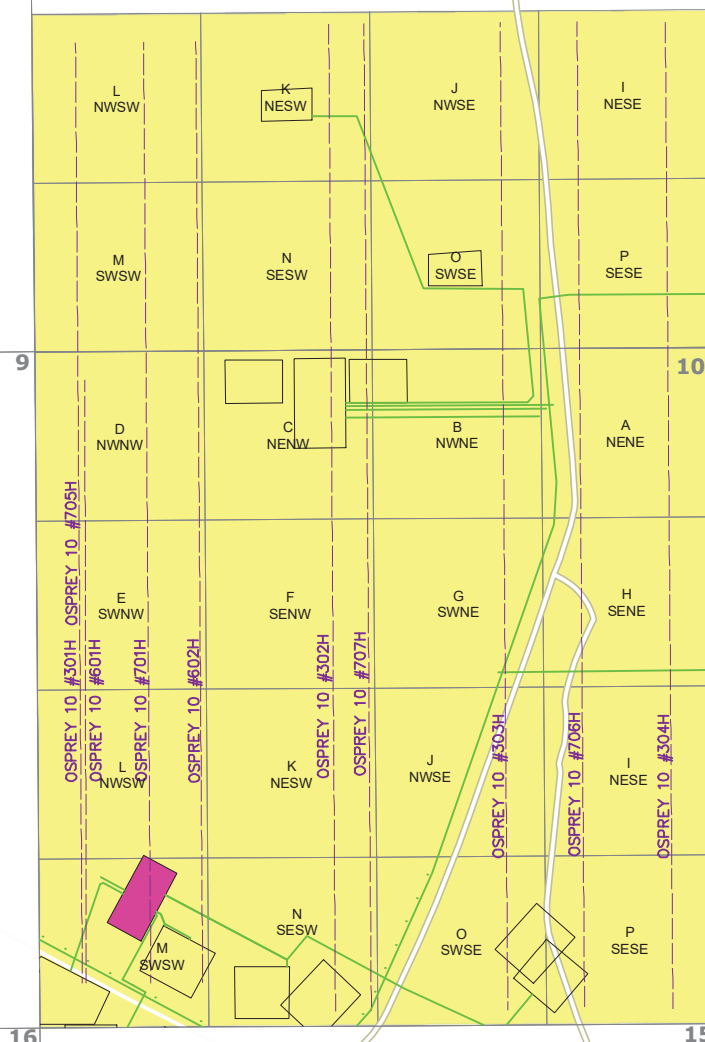 L
NWSW
K
NESW
J
NWSE
I
NESE
M
SWSW
N
SESW
O
SWSE
P
SESE
9
10
D
NWNW
C
NENW
B
NWNE
A
NENE
OSPREY 10 #705H
E
SWNW
F
SENW
G
SWNE
H
SENE
OSPREY 10 #301H
OSPREY 10 #601H
OSPREY 10 #701H
OSPREY 10 #602H
OSPREY 10 #302H
OSPREY 10 #707H
OSPREY 10 #303H
OSPREY 10 #706H
OSPREY 10 #304H
L
NWSW
K
NESW
J
NWSE
I
NESE
M
SWSW
N
SESW
O
SWSE
P
SESE
16
15